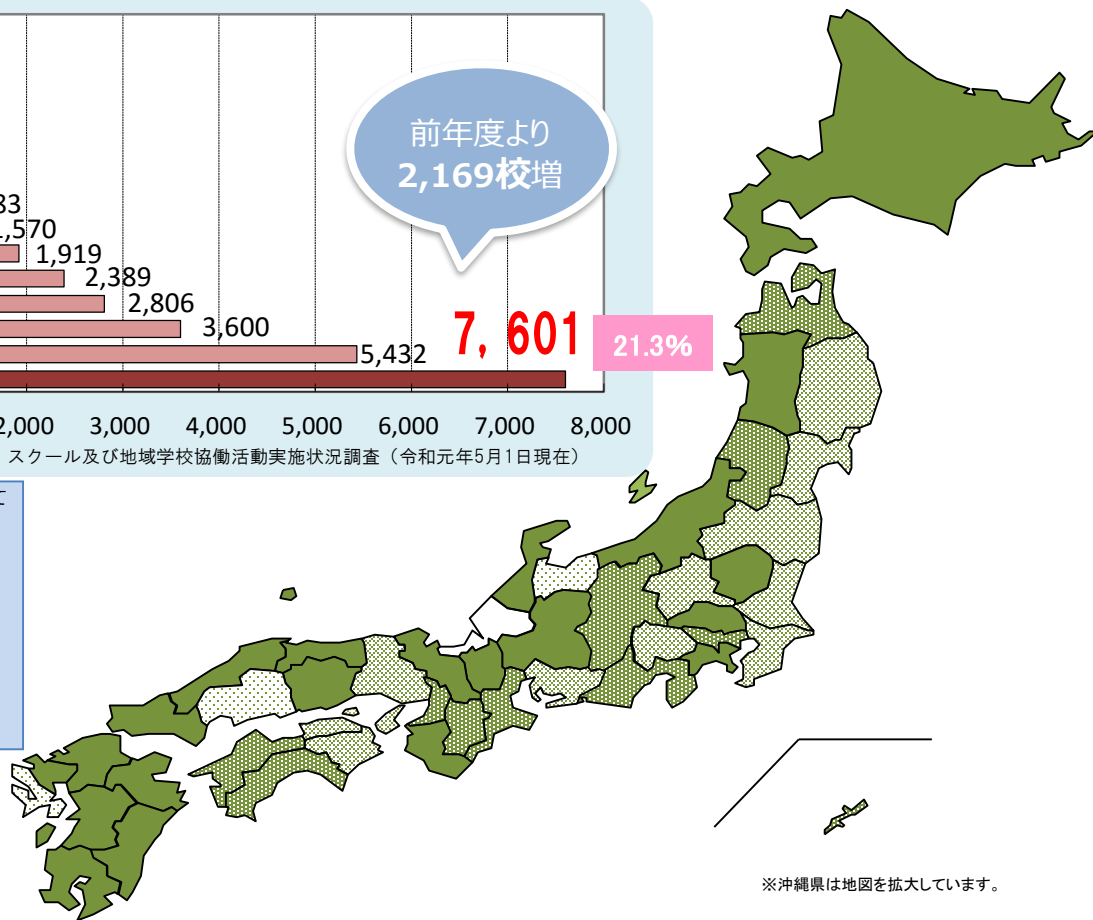 前年度より
2,169校増
83
1,570
1,919
2,389
2,806
3,600
5,432
7,601
21.3%
2,000 3,000 4,000 5,000 6,000 7,000 8,000
スクール及び地域学校協働活動実施状況調査（令和元年5月1日現在）
て
※沖縄県は地図を拡大しています。